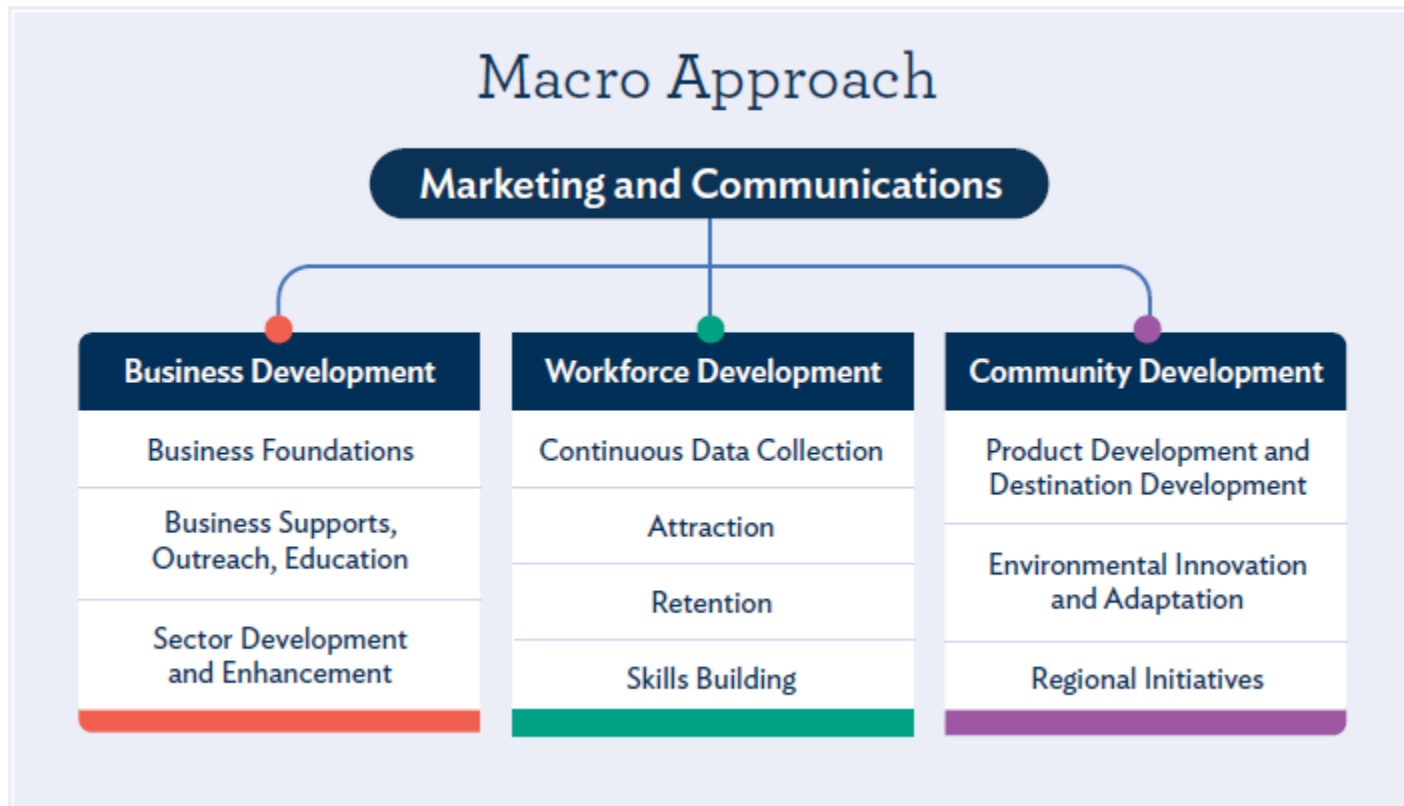 Macro Approach
Marketing and Communications
Business Development
Business Foundations
Business Supports,
Outreach, Education
Sector Development
and Enhancement
Workforce Development
Continuous Data Collection
Attraction
Retention
Skills Building
Community Development
Product Development and
Destination Development
Environmental Innovation
and Adaptation
Regional Initiatives